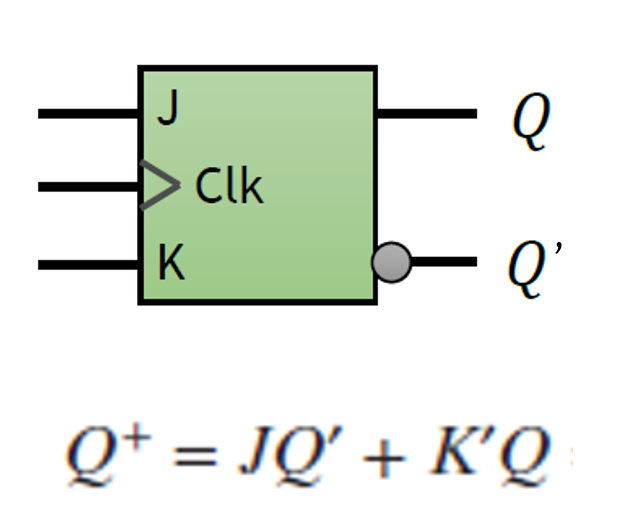 J Q
Clk
K Q’
Q⁺ = JQ′ + K′Q